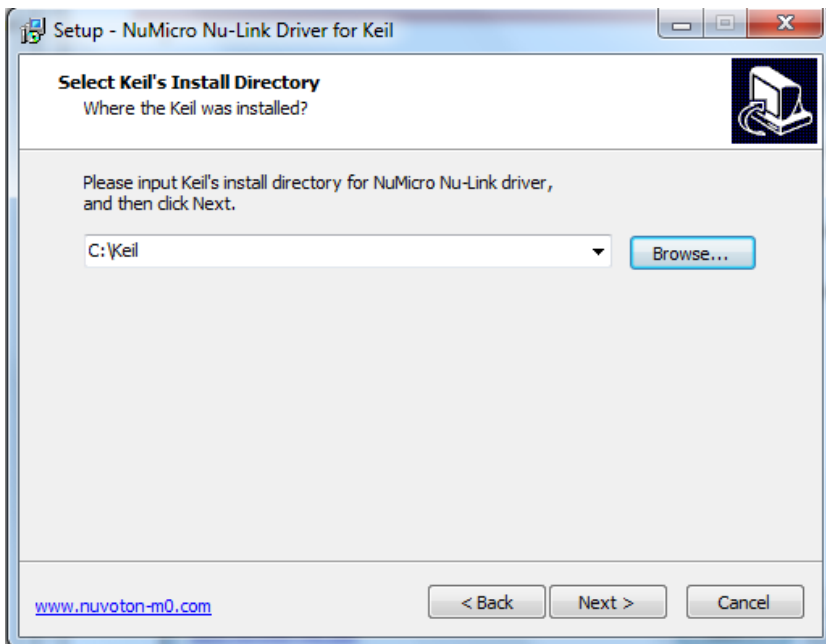 Setup - NuMicro Nu-Link Driver for Keil
Select Keil's Install Directory
Where the Keil was installed?
Please input Keil's install directory for NuMicro Nu-Link driver,
and then click Next.
C:\Keil
Browse...
www.nuvoton-m0.com
< Back
Next >
Cancel